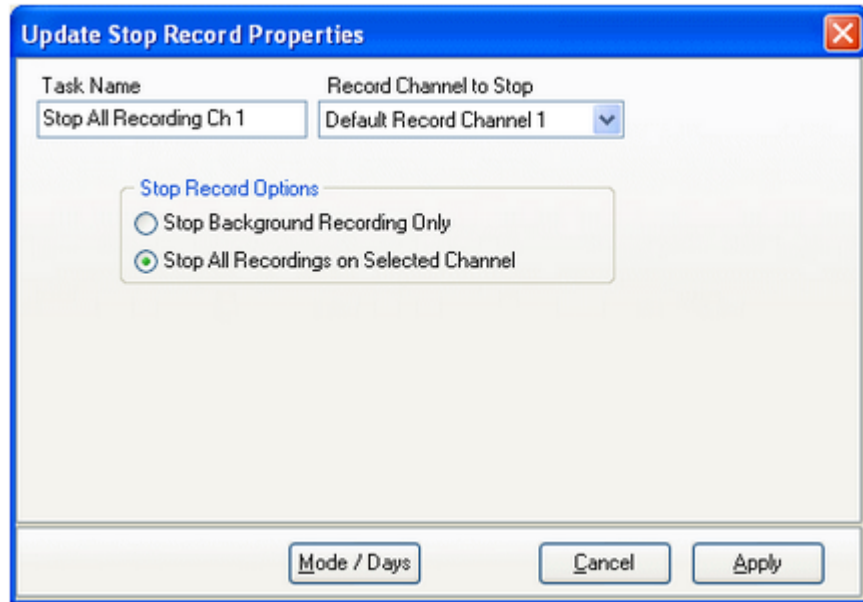 Update Stop Record Properties
Task Name Record Channel to Stop
Stop All Recording Ch 1 Default Record Channel 1
Stop Record Options
Stop Background Recording Only
Stop All Recordings on Selected Channel
Mode / Days Cancel Apply